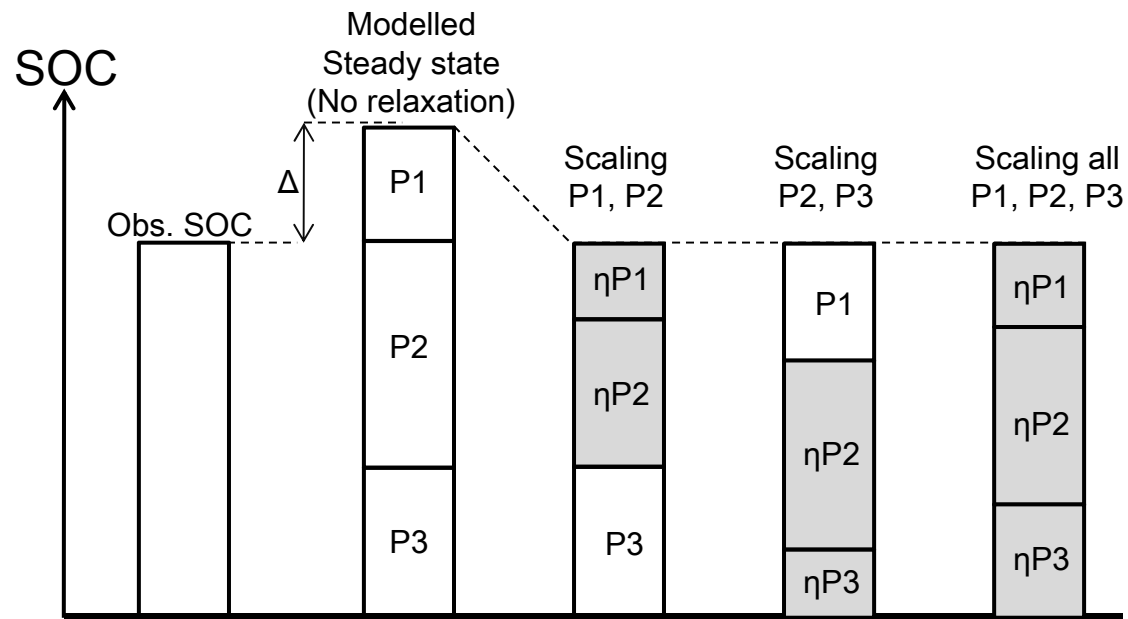 SOC
Modelled
Steady state
(No relaxation)
Δ
Obs. SOC
P1
P2
P3
Scaling
P1, P2
ηP1
ηP2
P3
Scaling
P2, P3
P1
ηP2
ηP3
Scaling all
P1, P2, P3
ηP1
ηP2
ηP3